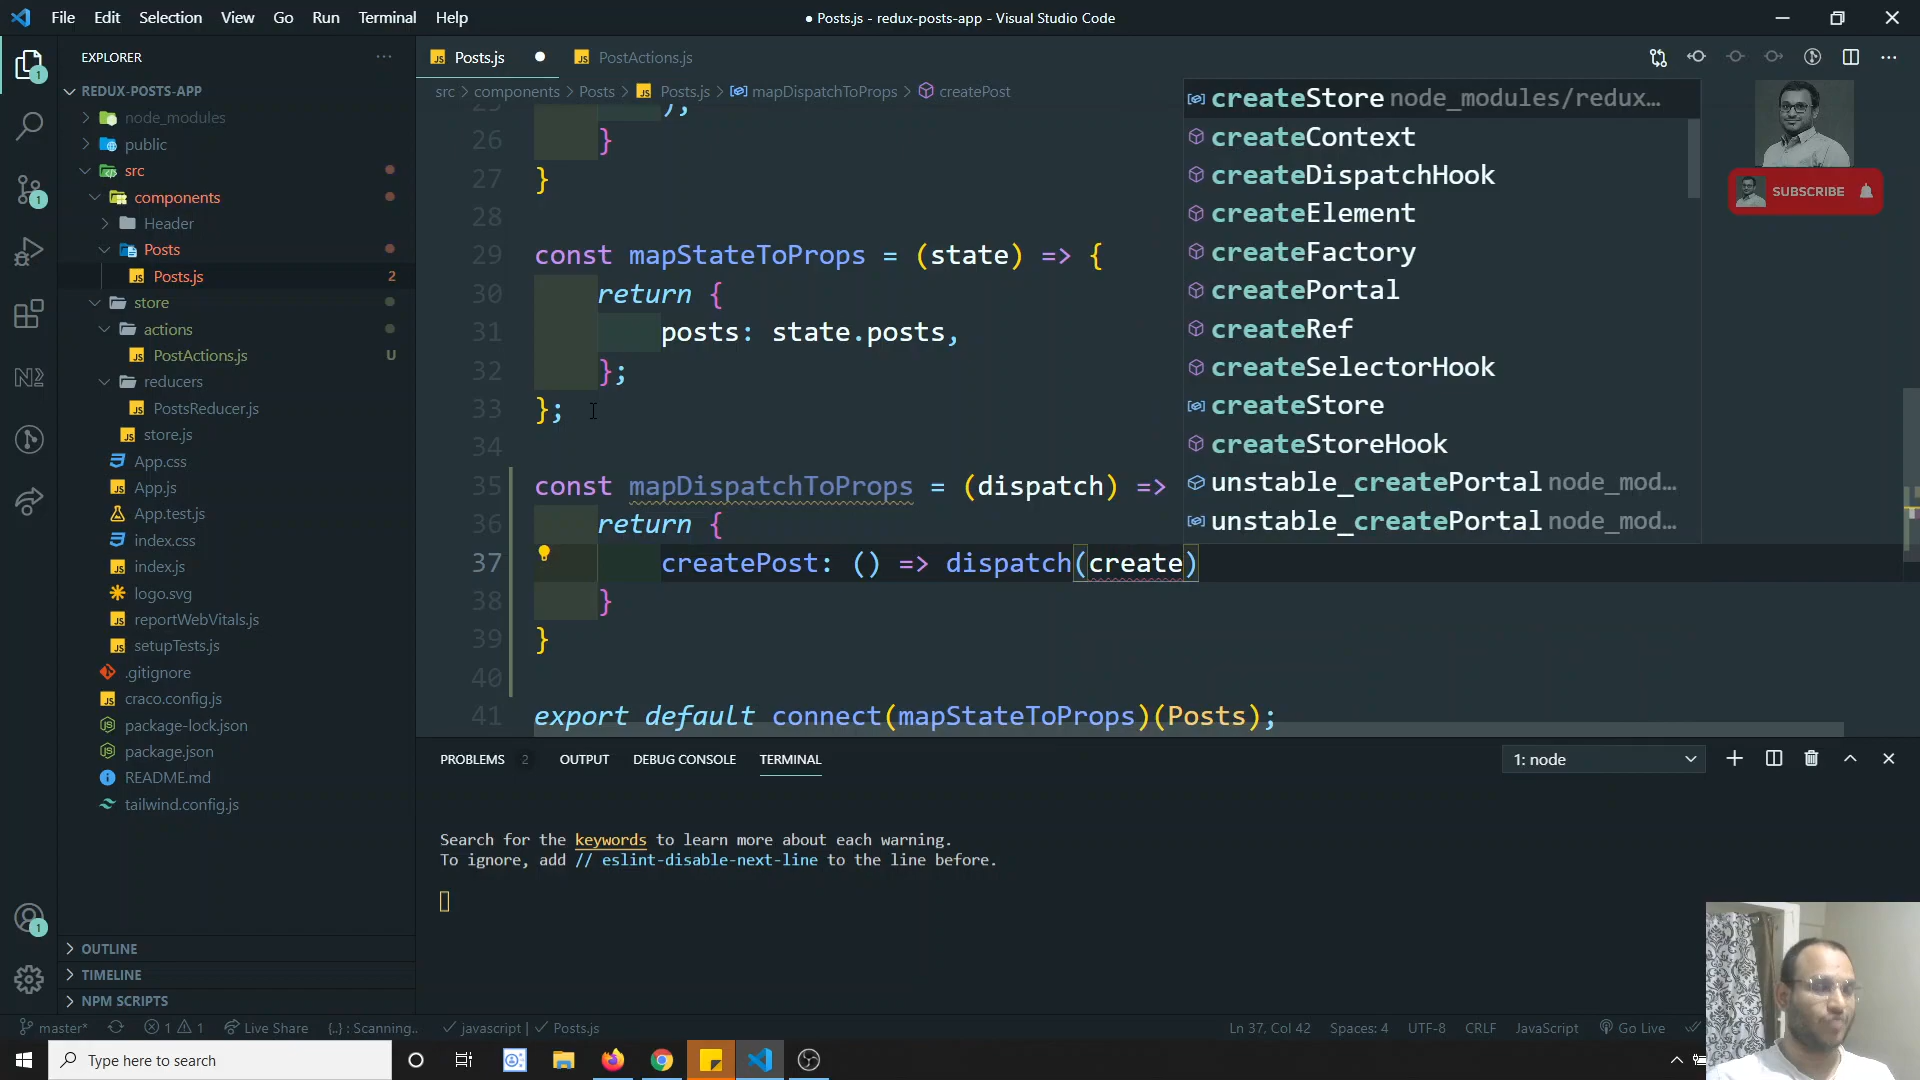 File Edit Selection View Go Run Terminal Help
● Posts.js - redux-posts-app - Visual Studio Code
EXPLORER
REDUX-POSTS-APP
node_modules
public
src
components
Header
Posts
Posts.js 2
store
actions
PostActions.js U
reducers
PostsReducer.js
store.js
App.css
App.js
App.test.js
index.css
index.js
logo.svg
reportWebVitals.js
setupTests.js
.gitignore
craco.config.js
package-lock.json
package.json
README.md
tailwind.config.js
OUTLINE
TIMELINE
NPM SCRIPTS
Posts.js
PostActions.js
src > components > Posts > Posts.js > mapDispatchToProps > createPost
25 );
26 }
27 }
28
29 const mapStateToProps = (state) => {
30 return {
31 posts: state.posts,
32 };
33 };
34
35 const mapDispatchToProps = (dispatch) =>
36 return {
37 createPost: () => dispatch(create)
38 }
39 }
40
41 export default connect(mapStateToProps)(Posts);
createStore node_modules/redux...
createContext
createDispatchHook
createElement
createFactory
createPortal
createRef
createSelectorHook
createStore
createStoreHook
unstable_createPortal node_mod...
unstable_createPortal node_mod...
SUBSCRIBE
PROBLEMS 2 OUTPUT DEBUG CONSOLE TERMINAL
1: node
Search for the keywords to learn more about each warning.
To ignore, add // eslint-disable-next-line to the line before.
1
1
1
master* 1 1 Live Share {..} : Scanning.. javascript | Posts.js
Ln 37, Col 42 Spaces: 4 UTF-8 CRLF JavaScript Go Live
Type here to search